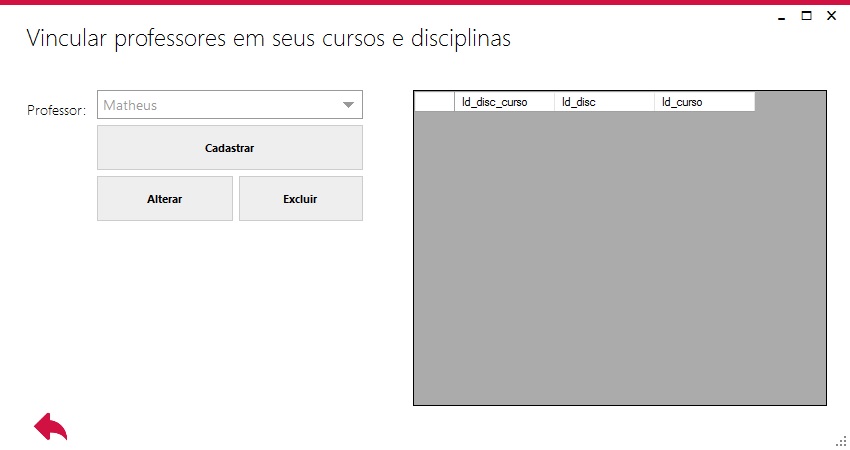 Vincular professores em seus cursos e disciplinas
Professor:
Matheus
Cadastrar
Alterar
Excluir
Id_disc_curso
Id_disc
Id_curso